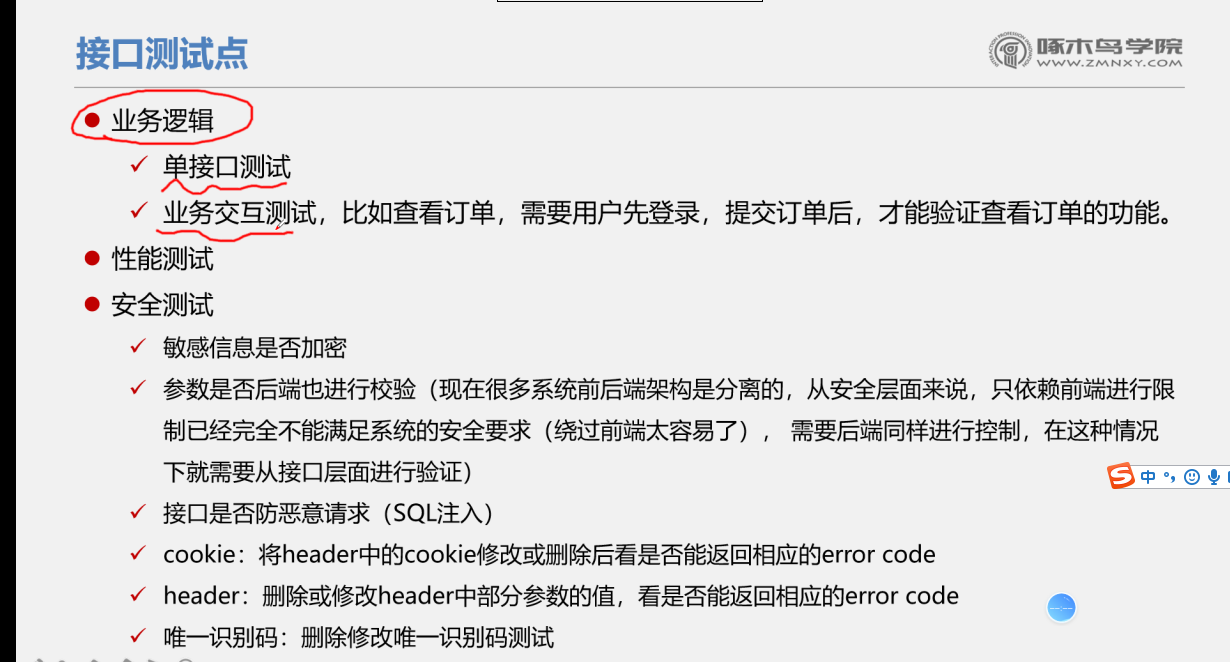 接口测试点
啄木鸟学院
WWW.ZMNXY.COM
业务逻辑
单接口测试
业务交互测试，比如查看订单，需要用户先登录，提交订单后，才能验证查看订单的功能。
性能测试
安全测试
敏感信息是否加密
参数是否后端也进行校验（现在很多系统前后端架构是分离的，从安全层面来说，只依赖前端进行限
制已经完全不能满足系统的安全要求（绕过前端太容易了）， 需要后端同样进行控制，在这种情况
下就需要从接口层面进行验证）
中
接口是否防恶意请求（SQL注入）
cookie：将header中的cookie修改或删除后看是否能返回相应的error code
header：删除或修改header中部分参数的值，看是否能返回相应的error code
唯一识别码：删除修改唯一识别码测试